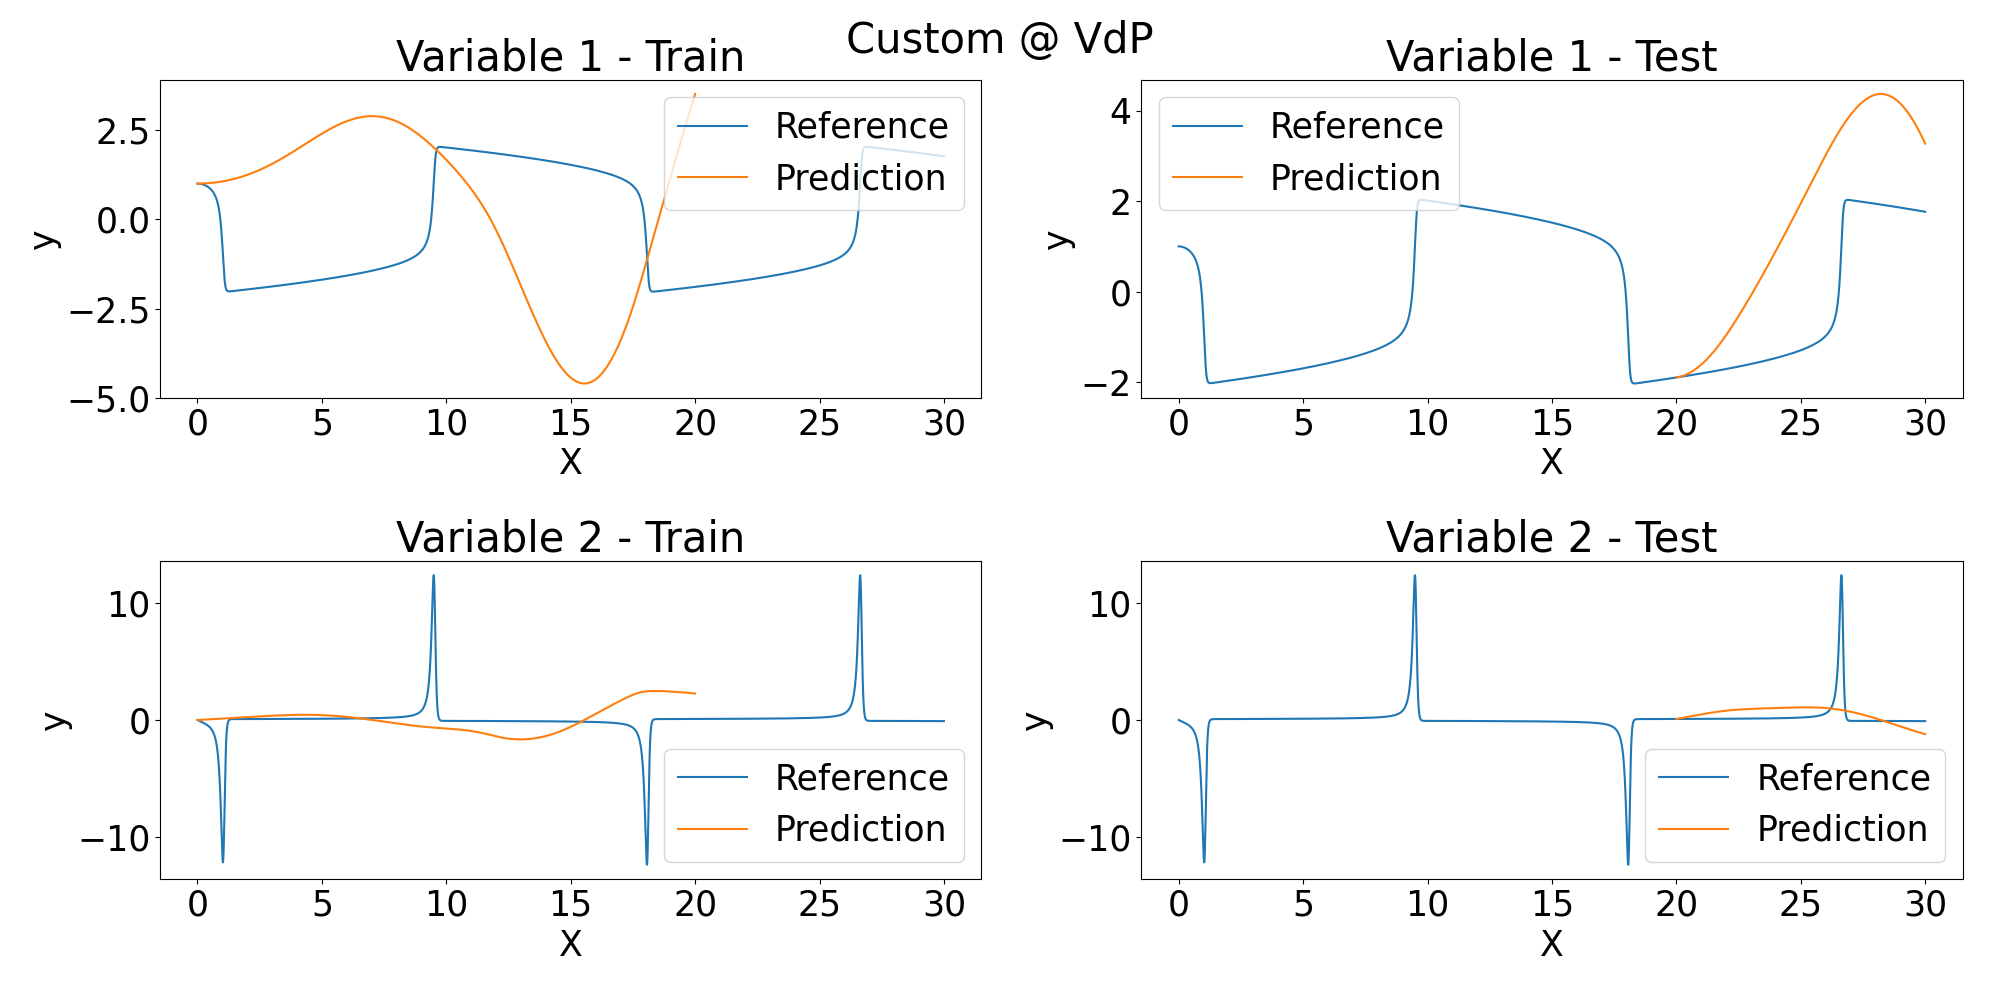 Custom @ VdP
Variable 1 - Train
Reference
Prediction
2.5
0.0
−2.5
−5.0
y
0 5 10 15 20 25 30
X
Variable 1 - Test
Reference
Prediction
4
2
0
−2
y
0 5 10 15 20 25 30
X
Variable 2 - Train
10
0
−10
y
Reference
Prediction
0 5 10 15 20 25 30
X
Variable 2 - Test
10
0
−10
y
Reference
Prediction
0 5 10 15 20 25 30
X